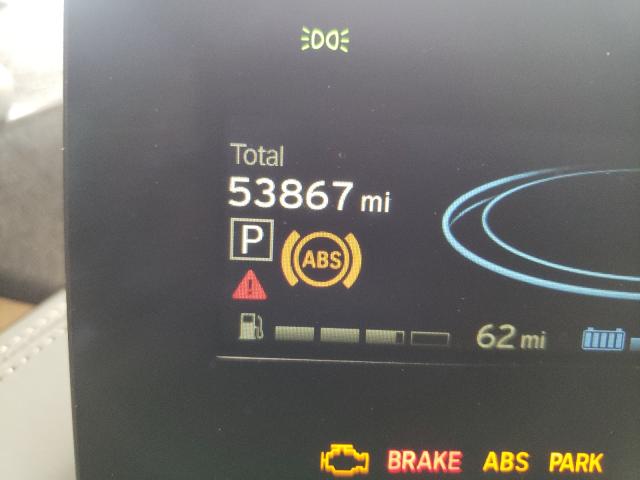 Total
53867 mi
P
ABS
62 mi
BRAKE ABS PARK